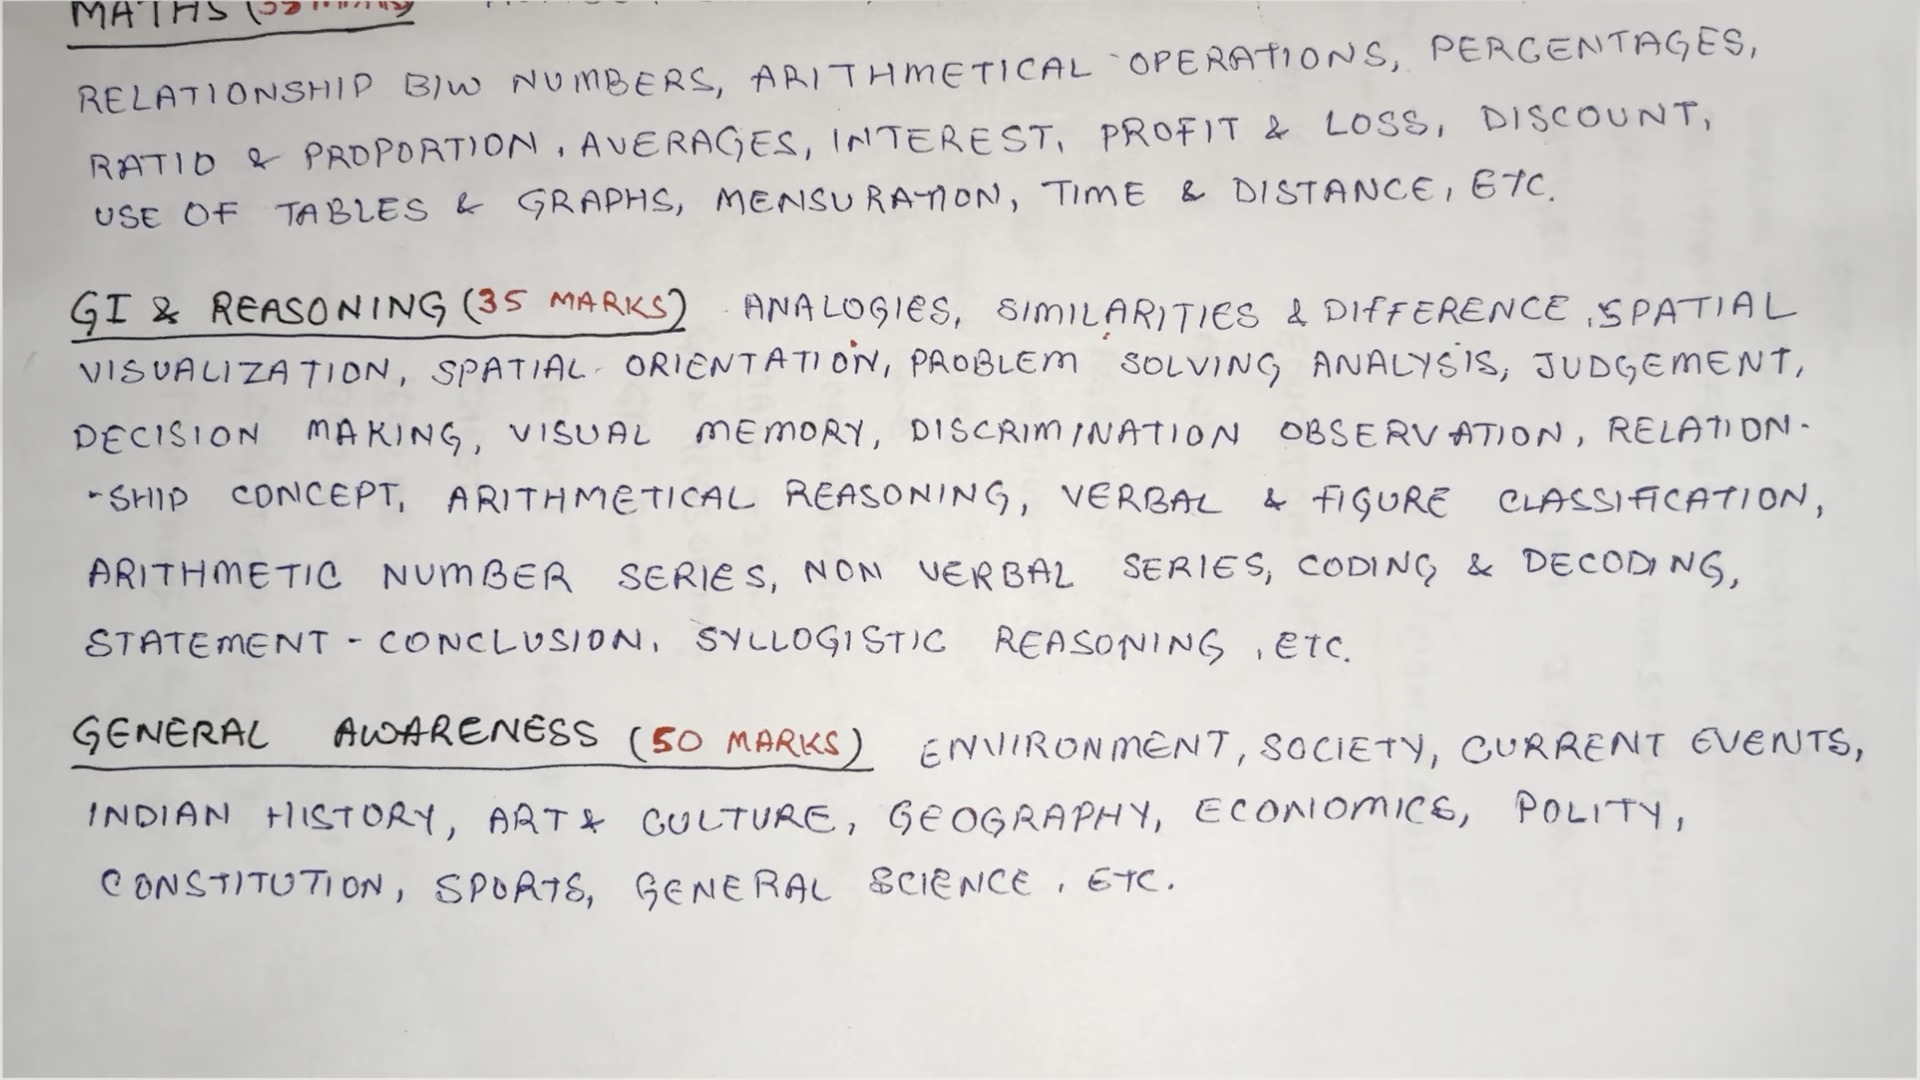 MATHS (35 MARKS)
RELATIONSHIP B/W NUMBERS, ARITHMETICAL OPERATIONS, PERCENTAGES,
RATIO & PROPORTION, AVERAGES, INTEREST, PROFIT & LOSS, DISCOUNT,
USE OF TABLES & GRAPHS, MENSURATION, TIME & DISTANCE, ETC.
GI & REASONING (35 MARKS) ANALOGIES, SIMILARITIES & DIFFERENCE, SPATIAL
VISUALIZATION, SPATIAL ORIENTATION, PROBLEM SOLVING ANALYSIS, JUDGEMENT,
DECISION MAKING, VISUAL MEMORY, DISCRIMINATION OBSERVATION, RELATION-
-SHIP CONCEPT, ARITHMETICAL REASONING, VERBAL & FIGURE CLASSIFICATION,
ARITHMETIC NUMBER SERIES, NON VERBAL SERIES, CODING & DECODING,
STATEMENT - CONCLUSION, SYLLOGISTIC REASONING, ETC.
GENERAL AWARENESS (50 MARKS) ENVIRONMENT, SOCIETY, CURRENT EVENTS,
INDIAN HISTORY, ART & CULTURE, GEOGRAPHY, ECONOMICS, POLITY,
CONSTITUTION, SPORTS, GENERAL SCIENCE, ETC.